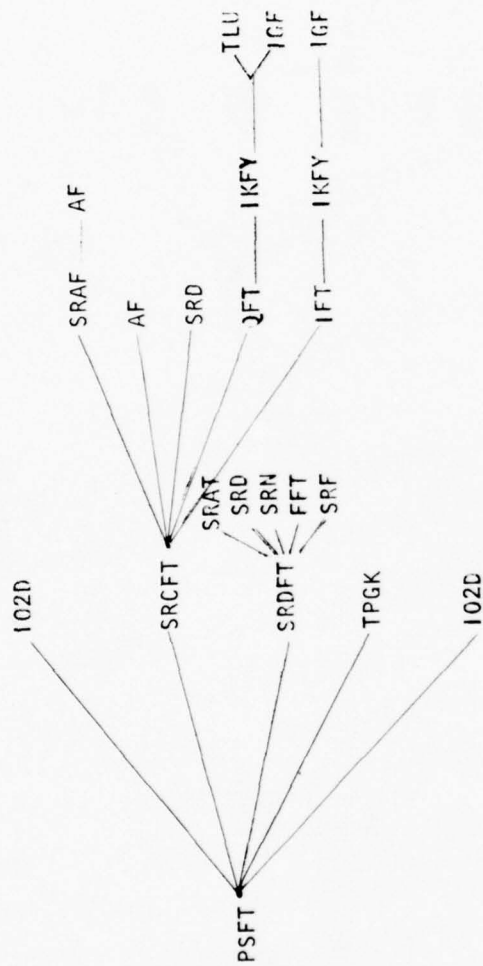 PSFT
IO2D
SRCFT
SRDFT
TPGK
IO2D
SRAF AF
AF
SRD
QFT IKFY TLU
IGF
IFT IKFY IGF
SRAT
SRD
SRN
FFT
SRF